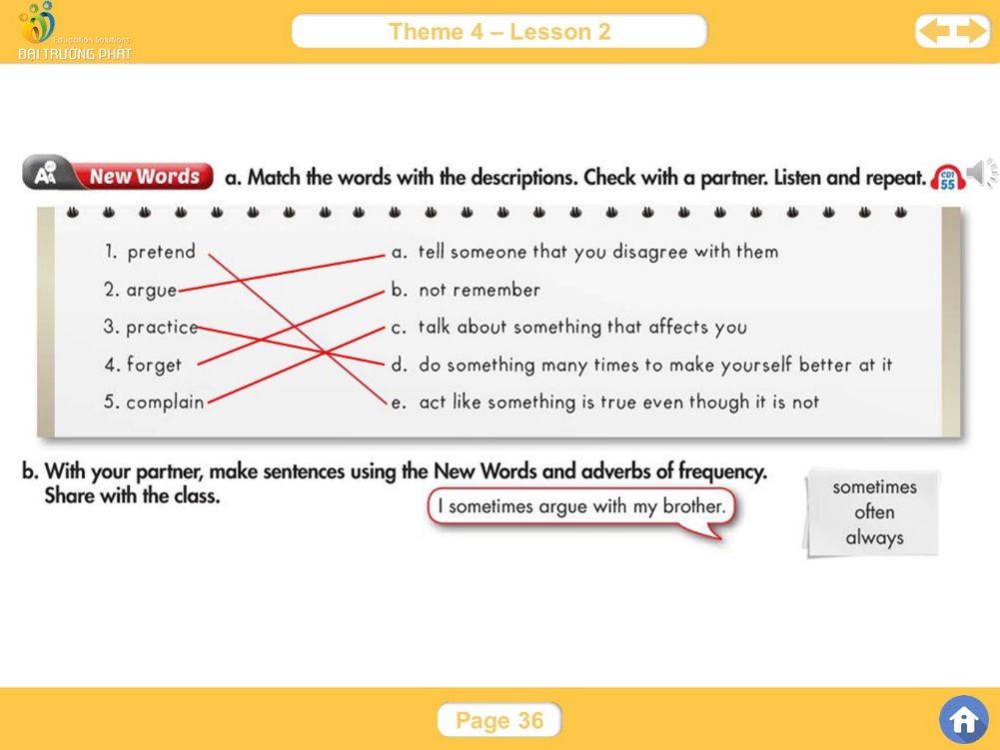 Education Solutions
ĐẠI TRƯỜNG PHÁT
Theme 4 – Lesson 2
New Words
a. Match the words with the descriptions. Check with a partner. Listen and repeat.
CD1
55
1. pretend
a. tell someone that you disagree with them
2. argue
b. not remember
3. practice
c. talk about something that affects you
4. forget
d. do something many times to make yourself better at it
5. complain
e. act like something is true even though it is not
b. With your partner, make sentences using the New Words and adverbs of frequency.
Share with the class.
I sometimes argue with my brother.
sometimes
often
always
Page 36